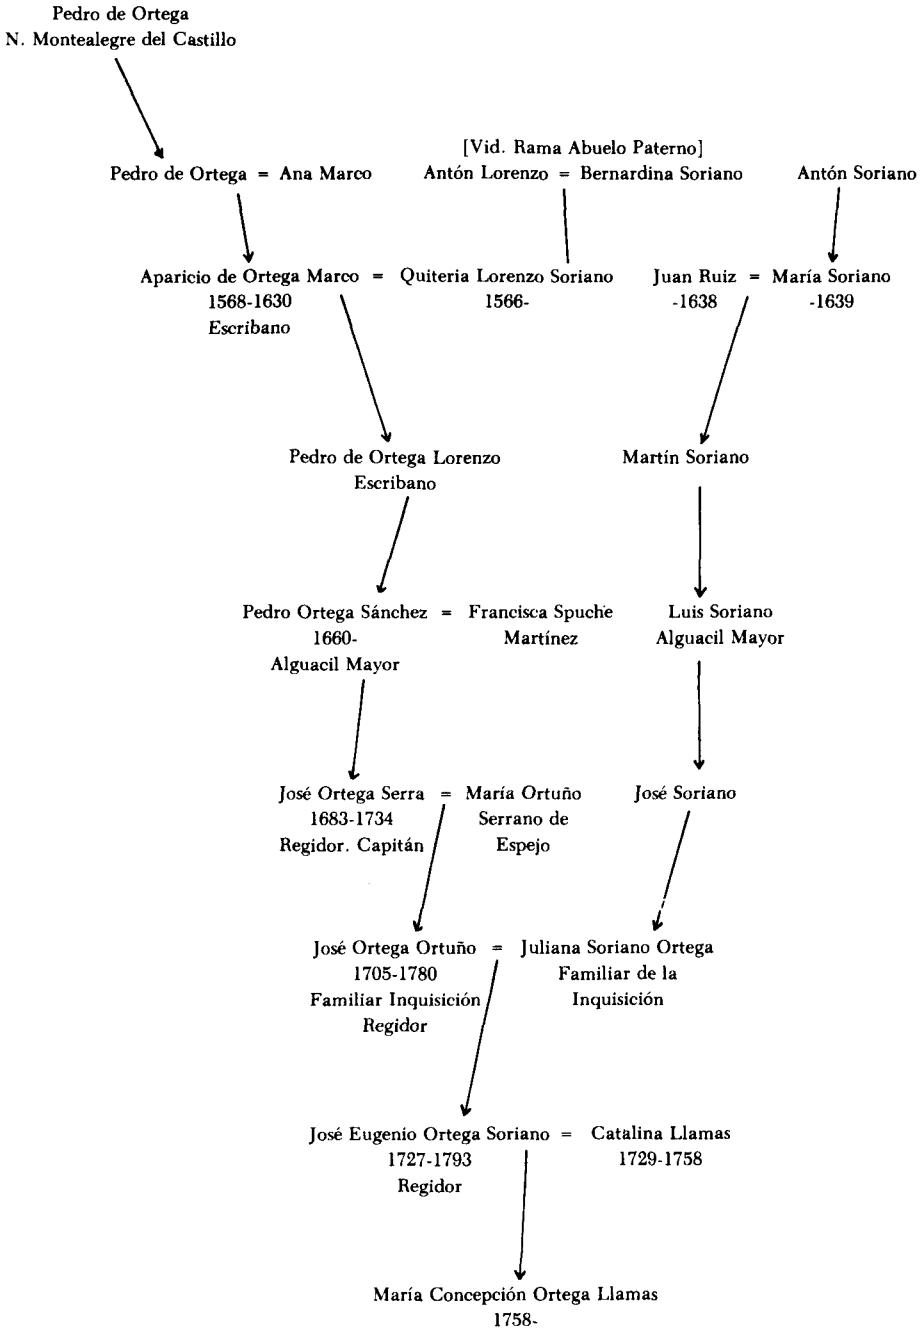 Pedro de Ortega
N. Montealegre del Castillo
[Vid. Rama Abuelo Paterno]
Pedro de Ortega = Ana Marco Antón Lorenzo = Bernardina Soriano Antón Soriano
Aparicio de Ortega Marco = Quiteria Lorenzo Soriano Juan Ruiz = María Soriano
1568-1630 1566- -1638 -1639
Escribano
Pedro de Ortega Lorenzo Martín Soriano
Escribano
Pedro Ortega Sánchez = Francisca Spuche Luis Soriano
1660- Martínez Alguacil Mayor
Alguacil Mayor
José Ortega Serra = María Ortuño José Soriano
1683-1734 Serrano de
Regidor. Capitán Espejo
José Ortega Ortuño = Juliana Soriano Ortega
1705-1780 Familiar de la
Familiar Inquisición Inquisición
Regidor
José Eugenio Ortega Soriano = Catalina Llamas
1727-1793 1729-1758
Regidor
María Concepción Ortega Llamas
1758-